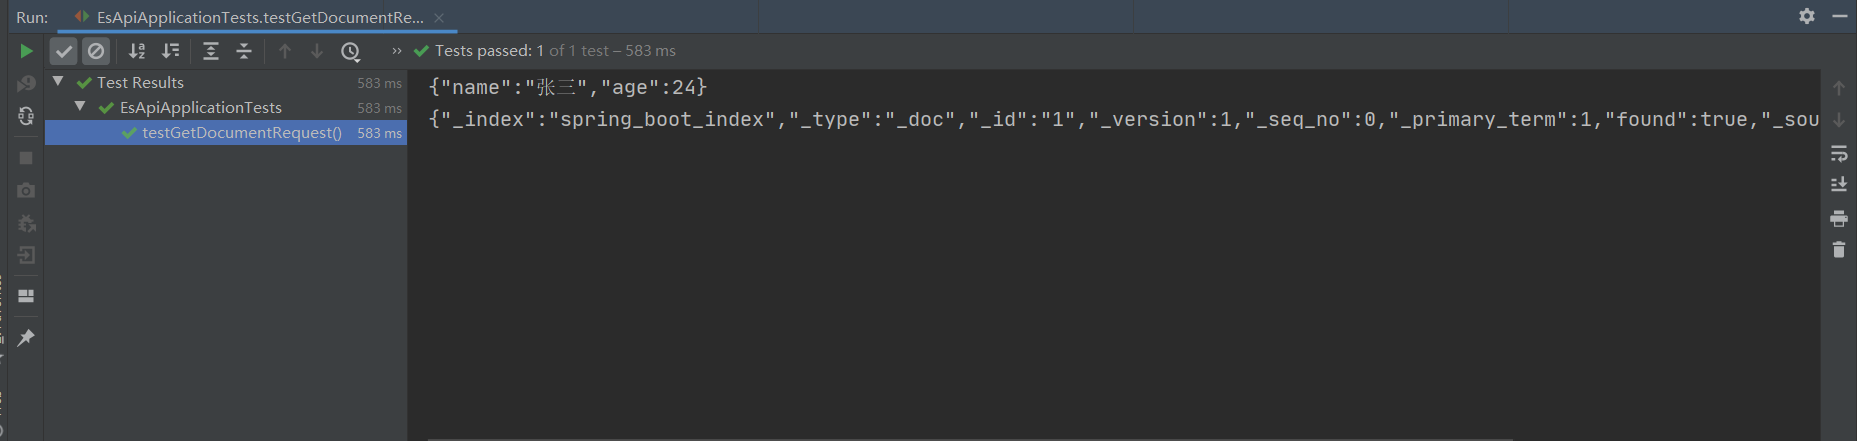 Run: EsApiApplicationTests.testGetDocumentRe...
Tests passed: 1 of 1 test – 583 ms
Test Results 583 ms
EsApiApplicationTests 583 ms
testGetDocumentRequest() 583 ms
{"name":"张三","age":24}
{"_index":"spring_boot_index","_type":"_doc","_id":"1","_version":1,"_seq_no":0,"_primary_term":1,"found":true,"_sou